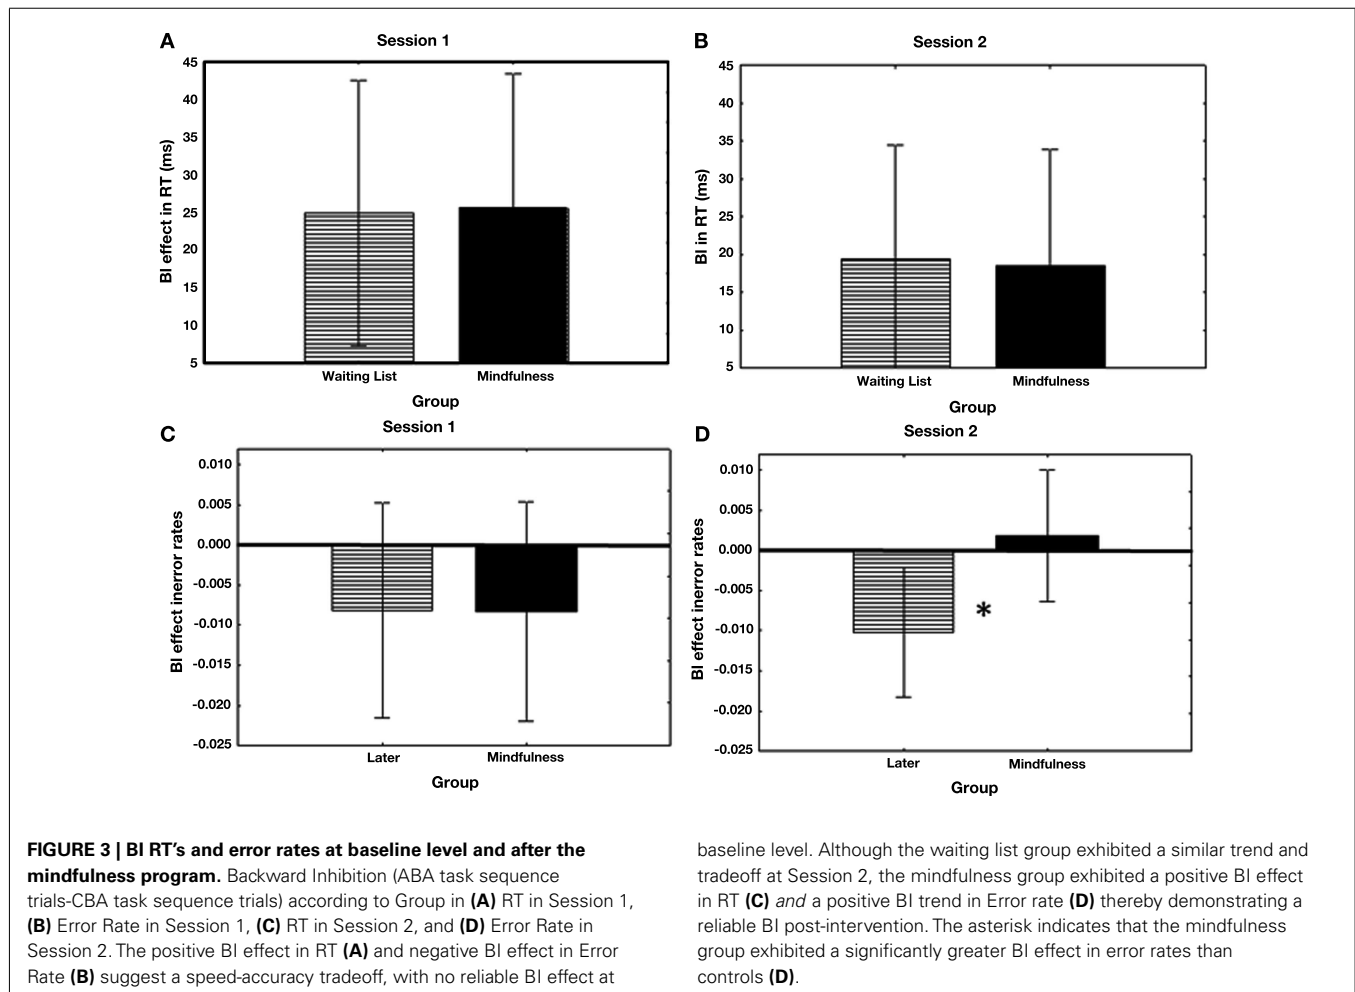 A
Session 1
BI effect in RT (ms)
45
40
35
30
25
20
15
10
5
Waiting List
Mindfulness
Group
B
Session 2
BI in RT (ms)
45
40
35
30
25
20
15
10
5
Waiting List
Mindfulness
Group
C
Session 1
BI effect inerror rates
0.010
0.005
0.000
-0.005
-0.010
-0.015
-0.020
-0.025
Later
Mindfulness
Group
D
Session 2
BI effect inerror rates
0.010
0.005
0.000
-0.005
-0.010
-0.015
-0.020
-0.025
*
Later
Mindfulness
Group
FIGURE 3 | BI RT’s and error rates at baseline level and after the
mindfulness program. Backward Inhibition (ABA task sequence
trials-CBA task sequence trials) according to Group in (A) RT in Session 1,
(B) Error Rate in Session 1, (C) RT in Session 2, and (D) Error Rate in
Session 2. The positive BI effect in RT (A) and negative BI effect in Error
Rate (B) suggest a speed-accuracy tradeoff, with no reliable BI effect at
baseline level. Although the waiting list group exhibited a similar trend and
tradeoff at Session 2, the mindfulness group exhibited a positive BI effect
in RT (C) and a positive BI trend in Error rate (D) thereby demonstrating a
reliable BI post-intervention. The asterisk indicates that the mindfulness
group exhibited a significantly greater BI effect in error rates than
controls (D).